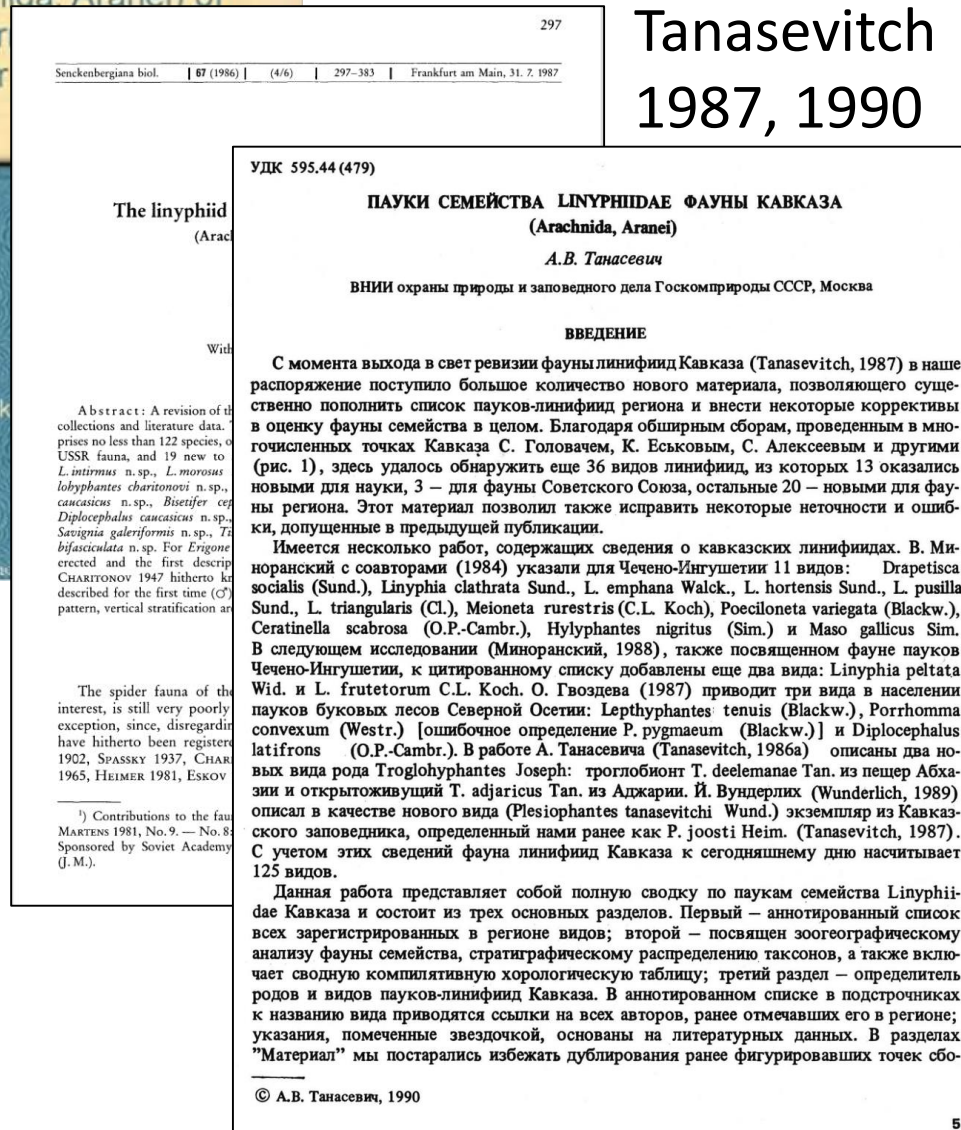 nida: Aranei) of
Tanasevitch
1987, 1990
297
Senckenbergiana biol. | 67 (1986) | (4/6) | 297–383 | Frankfurt am Main, 31. 7. 1987
The linyphiid
(Arac
With
Abstract: A revision of th
collections and literature data.
prises no less than 122 species, o
USSR fauna, and 19 new to
L. intirmus n. sp., L. morosus
lohyphantes charitonovi n. sp.,
caucasicus n. sp., Bisetifer cep
Diplocephalus caucasicus n. sp.,
Savignia galeriformis n. sp., Ti
bifasciculata n. sp. For Erigone
erected and the first descrip
CHARITONOV 1947 hitherto kn
described for the first time (♂)
pattern, vertical stratification an
The spider fauna of the
interest, is still very poorly
exception, since, disregardin
have hitherto been registere
1902, SPASSKY 1937, CHAR
1965, HEIMER 1981, ESKOV
¹) Contributions to the fau
MARTENS 1981, No. 9. — No. 8:
Sponsored by Soviet Academy
(J. M.).
УДК 595.44 (479)
ПАУКИ СЕМЕЙСТВА LINYPHIIDAE ФАУНЫ КАВКАЗА
(Arachnida, Aranei)
А.В. Танасевич
ВНИИ охраны природы и заповедного дела Госкомприроды СССР, Москва
ВВЕДЕНИЕ
С момента выхода в свет ревизии фауны линифиид Кавказа (Tanasevitch, 1987) в наше
распоряжение поступило большое количество нового материала, позволяющего суще-
ственно пополнить список пауков-линифиид региона и внести некоторые коррективы
в оценку фауны семейства в целом. Благодаря обширным сборам, проведенным в мно-
гочисленных точках Кавказа С. Головачем, К. Еськовым, С. Алексеевым и другими
(рис. 1), здесь удалось обнаружить еще 36 видов линифиид, из которых 13 оказались
новыми для науки, 3 — для фауны Советского Союза, остальные 20 — новыми для фау-
ны региона. Этот материал позволил также исправить некоторые неточности и ошиб-
ки, допущенные в предыдущей публикации.
Имеется несколько работ, содержащих сведения о кавказских линифиидах. В. Ми-
норанский с соавторами (1984) указали для Чечено-Ингушетии 11 видов: Drapetisca
socialis (Sund.), Linyphia clathrata Sund., L. emphana Walck., L. hortensis Sund., L. pusilla
Sund., L. triangularis (Cl.), Meioneta rurestris (C.L. Koch), Poeciloneta variegata (Blackw.),
Ceratinella scabrosa (O.P.-Cambr.), Hylyphantes nigritus (Sim.) и Maso gallicus Sim.
В следующем исследовании (Миноранский, 1988), также посвященном фауне пауков
Чечено-Ингушетии, к цитированному списку добавлены еще два вида: Linyphia peltata
Wid. и L. frutetorum C.L. Koch. О. Гвоздева (1987) приводит три вида в населении
пауков буковых лесов Северной Осетии: Lepthyphantes tenuis (Blackw.), Porrhomma
convexum (Westr.) [ошибочное определение P. pygmaeum (Blackw.)] и Diplocephalus
latifrons (O.P.-Cambr.). В работе А. Танасевича (Tanasevitch, 1986a) описаны два но-
вых вида рода Troglohyphantes Joseph: троглобионт T. deelemanae Tan. из пещер Абха-
зии и открытоживущий T. adjaricus Tan. из Аджарии. Й. Вундерлих (Wunderlich, 1989)
описал в качестве нового вида (Plesiophantes tanasevitchi Wund.) экземпляр из Кавказ-
ского заповедника, определенный нами ранее как P. joosti Heim. (Tanasevitch, 1987).
С учетом этих сведений фауна линифиид Кавказа к сегодняшнему дню насчитывает
125 видов.
Данная работа представляет собой полную сводку по паукам семейства Linyphii-
dae Кавказа и состоит из трех основных разделов. Первый — аннотированный список
всех зарегистрированных в регионе видов; второй — посвящен зоогеографическому
анализу фауны семейства, стратиграфическому распределению таксонов, а также вклю-
чает сводную компилятивную хорологическую таблицу; третий раздел — определитель
родов и видов пауков-линифиид Кавказа. В аннотированном списке в подстрочниках
к названию вида приводятся ссылки на всех авторов, ранее отмечавших его в регионе;
указания, помеченные звездочкой, основаны на литературных данных. В разделах
"Материал" мы постарались избежать дублирования ранее фигурировавших точек сбо-
© А.В. Танасевич, 1990
5